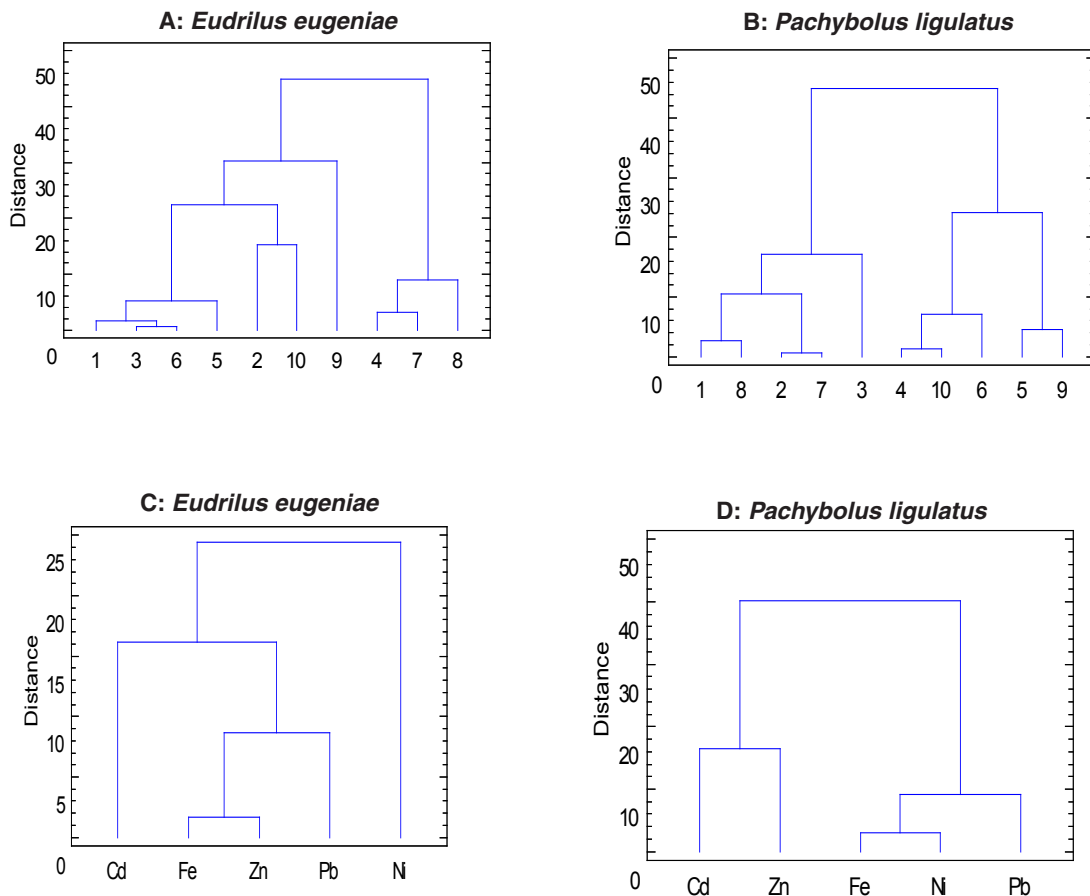 A: Eudrilus eugeniae
Distance
50
40
30
20
10
0
1 3 6 5 2 10 9 4 7 8
B: Pachybolus ligulatus
Distance
50
40
30
20
10
0
1 8 2 7 3 4 10 6 5 9
C: Eudrilus eugeniae
Distance
25
20
15
10
5
0
Cd Fe Zn Pb Ni
D: Pachybolus ligulatus
Distance
50
40
30
20
10
0
Cd Zn Fe Ni Pb